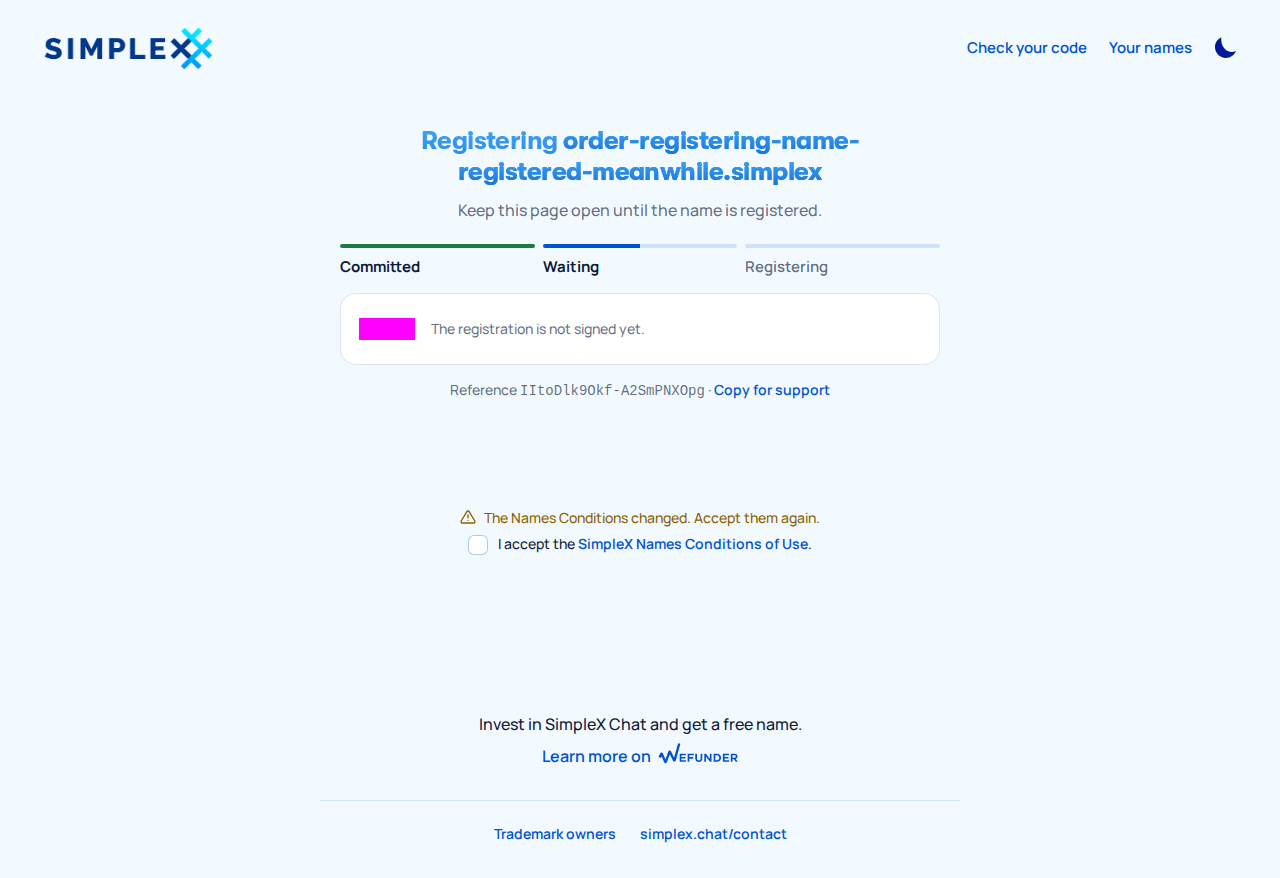 SIMPLEX
Check your code
Your names
Registering order-registering-name-
registered-meanwhile.simplex
Keep this page open until the name is registered.
Committed
Waiting
Registering
The registration is not signed yet.
Reference IItoDlk9Okf-A2SmPNXOpg · Copy for support
The Names Conditions changed. Accept them again.
I accept the SimpleX Names Conditions of Use.
Invest in SimpleX Chat and get a free name.
Learn more on WEFUNDER
Trademark owners
simplex.chat/contact